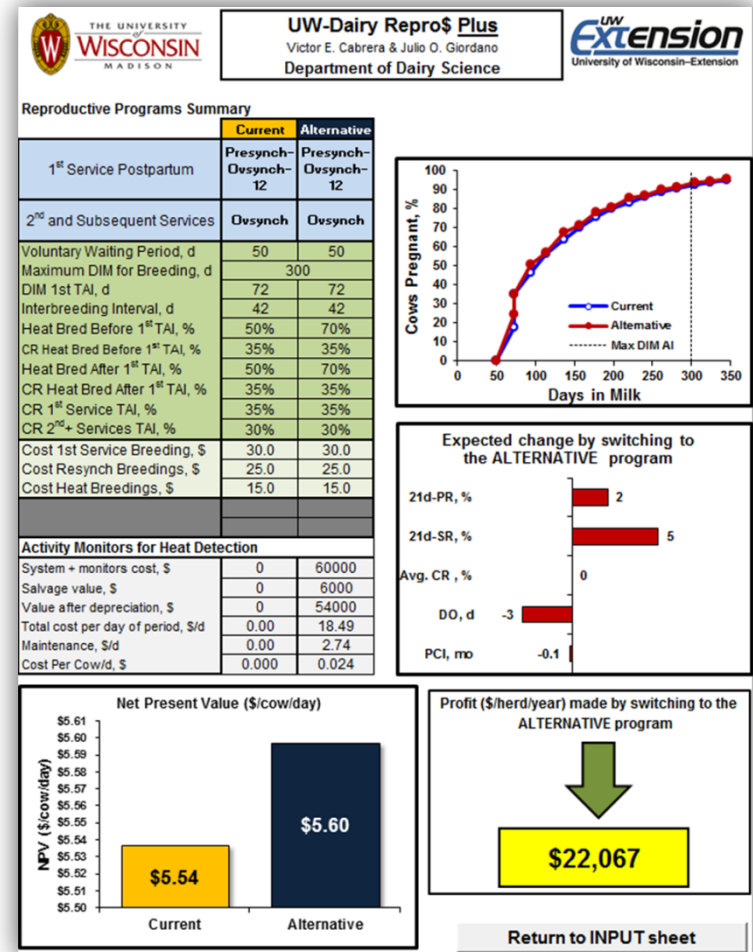 THE UNIVERSITY
of
WISCONSIN
MADISON
UW-Dairy Repro$ Plus
Victor E. Cabrera & Julio O. Giordano
Department of Dairy Science
UW
Extension
University of Wisconsin–Extension
Reproductive Programs Summary
Current Alternative
1st Service Postpartum Presynch-Ovsynch-12 Presynch-Ovsynch-12
2nd and Subsequent Services Ovsynch Ovsynch
Voluntary Waiting Period, d 50 50
Maximum DIM for Breeding, d 300
DIM 1st TAI, d 72 72
Interbreeding Interval, d 42 42
Heat Bred Before 1st TAI, % 50% 70%
CR Heat Bred Before 1st TAI, % 35% 35%
Heat Bred After 1st TAI, % 50% 70%
CR Heat Bred After 1st TAI, % 35% 35%
CR 1st Service TAI, % 35% 35%
CR 2nd+ Services TAI, % 30% 30%
Cost 1st Service Breeding, $ 30.0 30.0
Cost Resynch Breedings, $ 25.0 25.0
Cost Heat Breedings, $ 15.0 15.0
Activity Monitors for Heat Detection
System + monitors cost, $ 0 60000
Salvage value, $ 0 6000
Value after depreciation, $ 0 54000
Total cost per day of period, $/d 0.00 18.49
Maintenance, $/d 0.00 2.74
Cost Per Cow/d, $ 0.000 0.024
Cows Pregnant, %
100
90
80
70
60
50
40
30
20
10
0
Current
Alternative
Max DIM AI
0 50 100 150 200 250 300 350
Days in Milk
Expected change by switching to
the ALTERNATIVE program
21d-PR, % 2
21d-SR, % 5
Avg. CR , % 0
DO, d -3
PCI, mo -0.1
Net Present Value ($/cow/day)
NPV ($/cow/day)
$5.61
$5.60
$5.59
$5.58
$5.57
$5.56
$5.55
$5.54
$5.53
$5.52
$5.51
$5.50
$5.54
$5.60
Current Alternative
Profit ($/herd/year) made by switching to the
ALTERNATIVE program
$22,067
Return to INPUT sheet